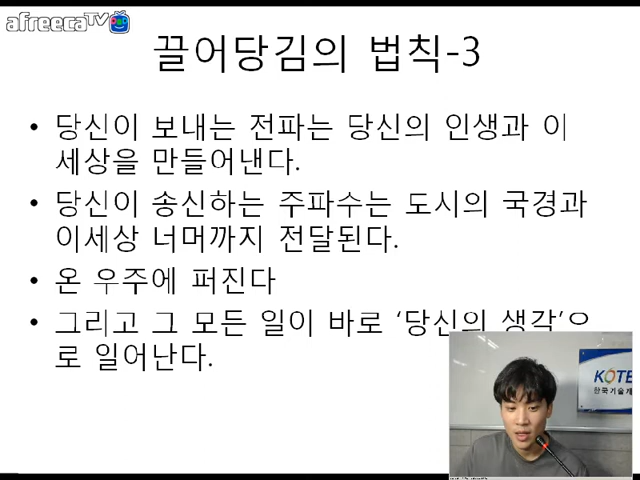 afreecaTV
끌어당김의 법칙-3
• 당신이 보내는 전파는 당신의 인생과 이
세상을 만들어낸다.
• 당신이 송신하는 주파수는 도시의 국경과
이세상 너머까지 전달된다.
• 온 우주에 퍼진다
• 그리고 그 모든 일이 바로 ‘당신의 생각’으
로 일어난다.
KOTE
한국기술개